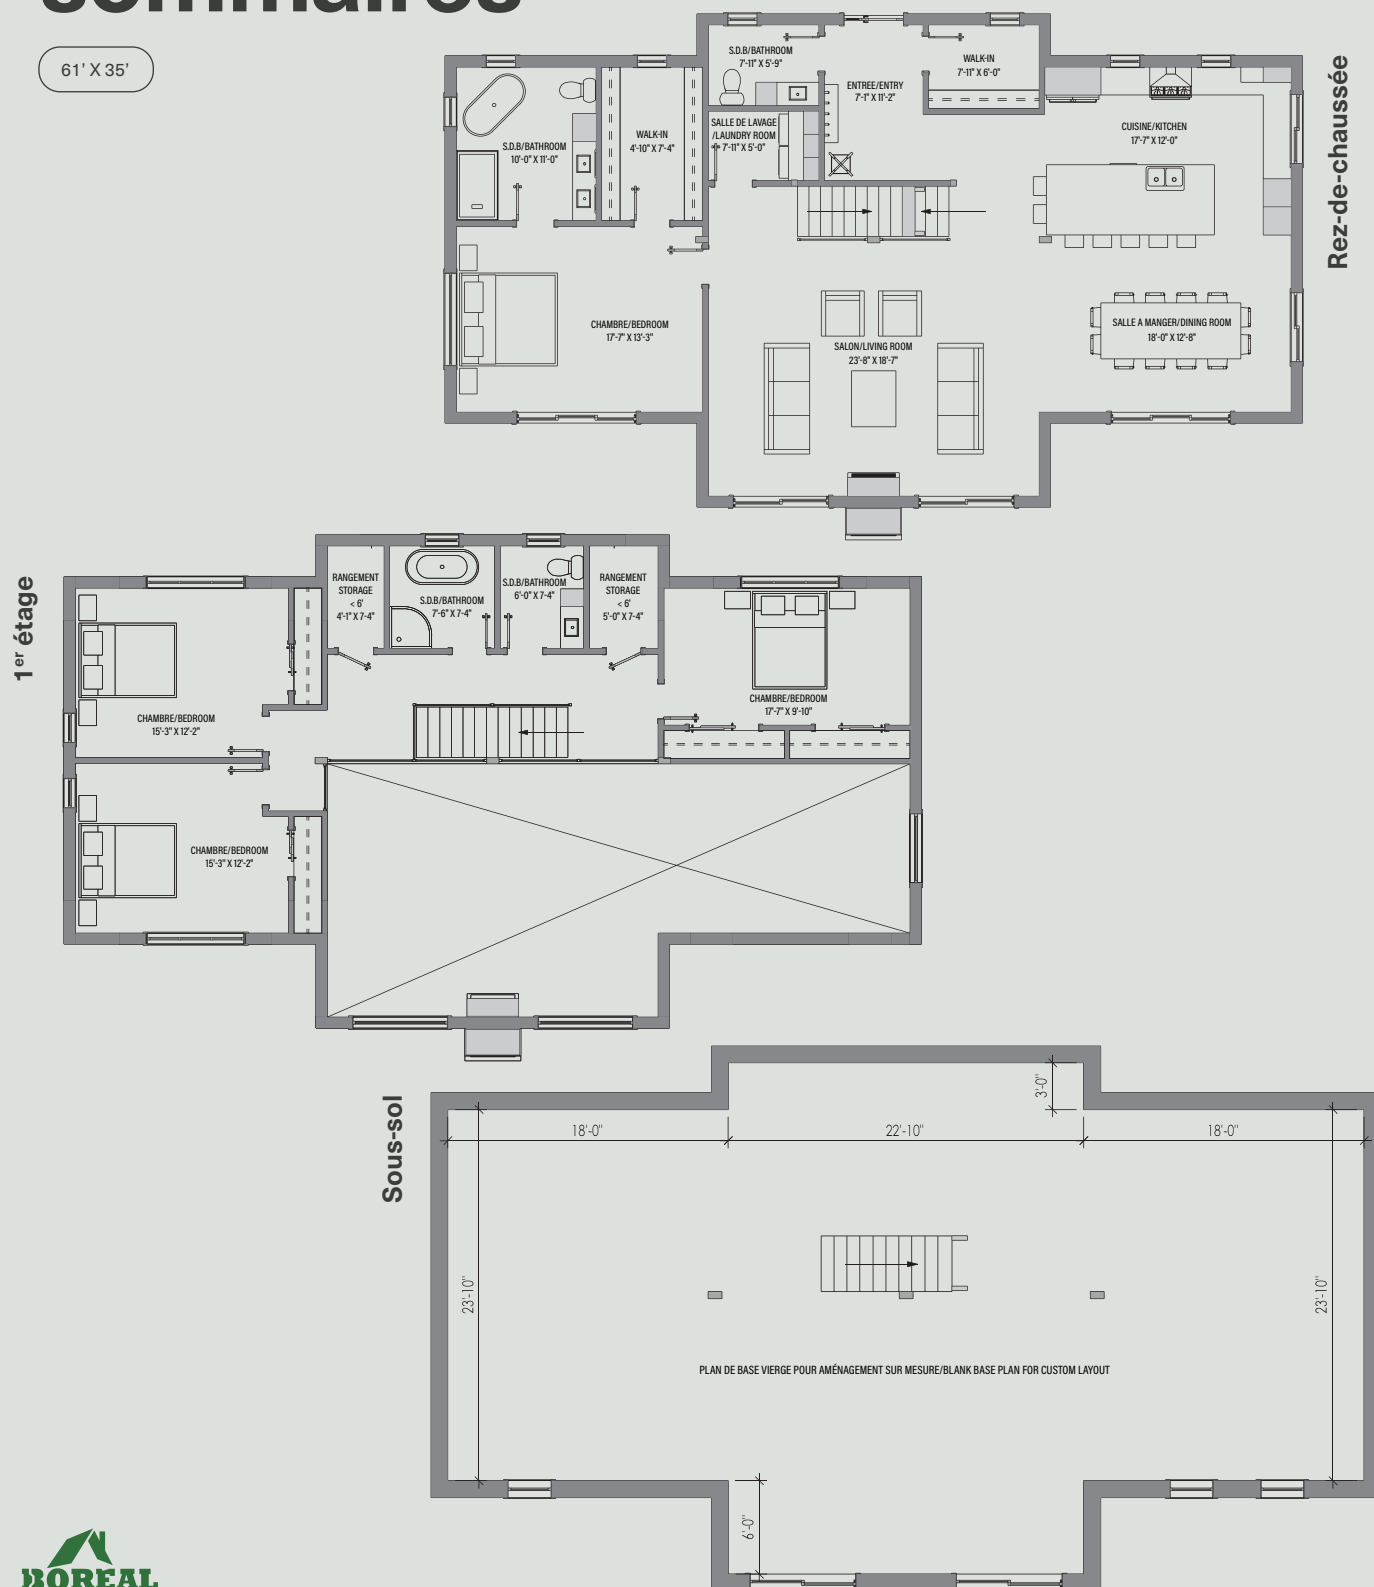 sommaires
61' X 35'
Rez-de-chaussée
S.D.B/BATHROOM
7'-11" X 5'-9"
WALK-IN
7'-11" X 6'-0"
ENTREE/ENTRY
7'-1" X 11'-2"
S.D.B/BATHROOM
10'-0" X 11'-0"
WALK-IN
4'-10" X 7'-4"
SALLE DE LAVAGE
/LAUNDRY ROOM
7'-11" X 5'-0"
CUISINE/KITCHEN
17'-7" X 12'-0"
CHAMBRE/BEDROOM
17'-7" X 13'-3"
SALON/LIVING ROOM
23'-8" X 18'-7"
SALLE A MANGER/DINING ROOM
18'-0" X 12'-8"
1er étage
RANGEMENT
STORAGE
< 6'
4'-1" X 7-4"
S.D.B/BATHROOM
7'-6" X 7-4"
S.D.B/BATHROOM
6'-0" X 7-4"
RANGEMENT
STORAGE
< 6'
5'-0" X 7-4"
CHAMBRE/BEDROOM
15'-3" X 12'-2"
CHAMBRE/BEDROOM
17'-7" X 9'-10"
CHAMBRE/BEDROOM
15'-3" X 12'-2"
Sous-sol
3'-0"
18'-0"
22'-10"
18'-0"
23'-10"
23'-10"
PLAN DE BASE VIERGE POUR AMÉNAGEMENT SUR MESURE/BLANK BASE PLAN FOR CUSTOM LAYOUT
6'-0"
BOREAL